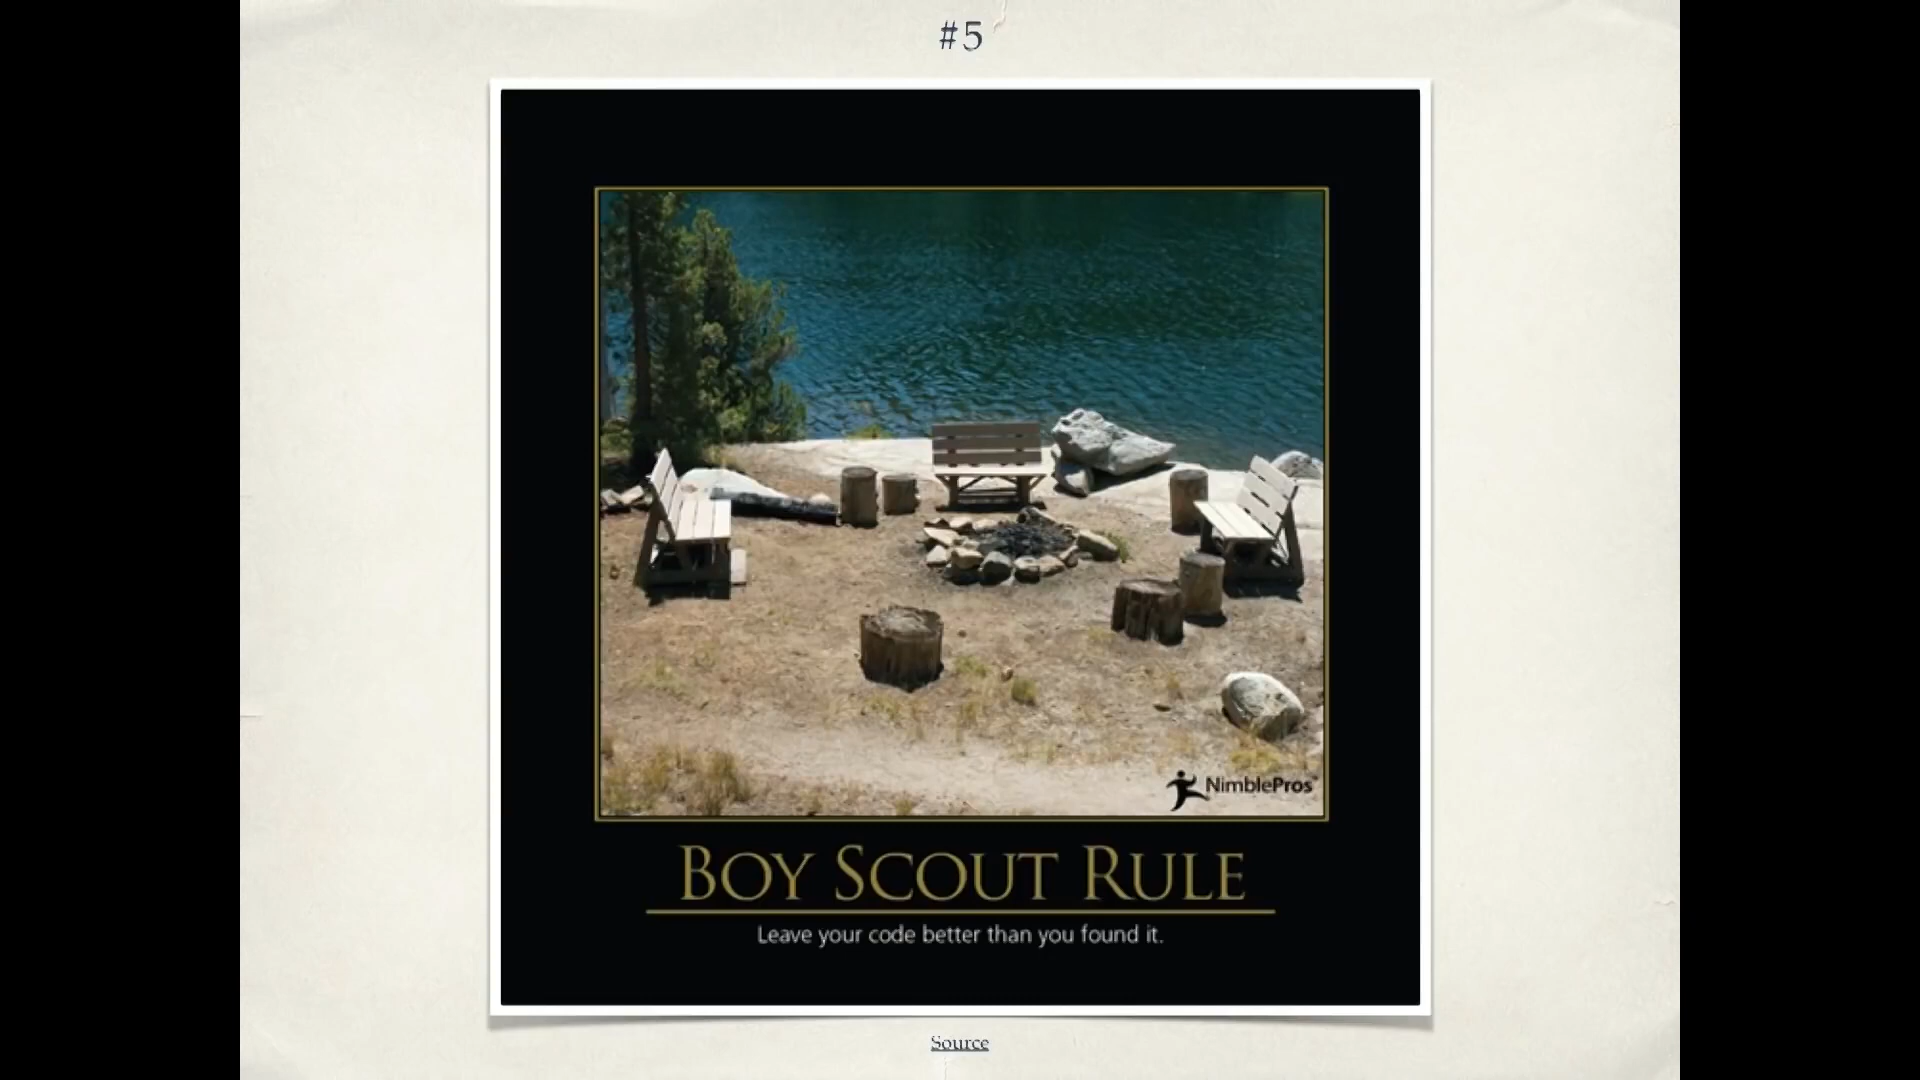 #5
NimblePros
BOY SCOUT RULE
Leave your code better than you found it.
Source